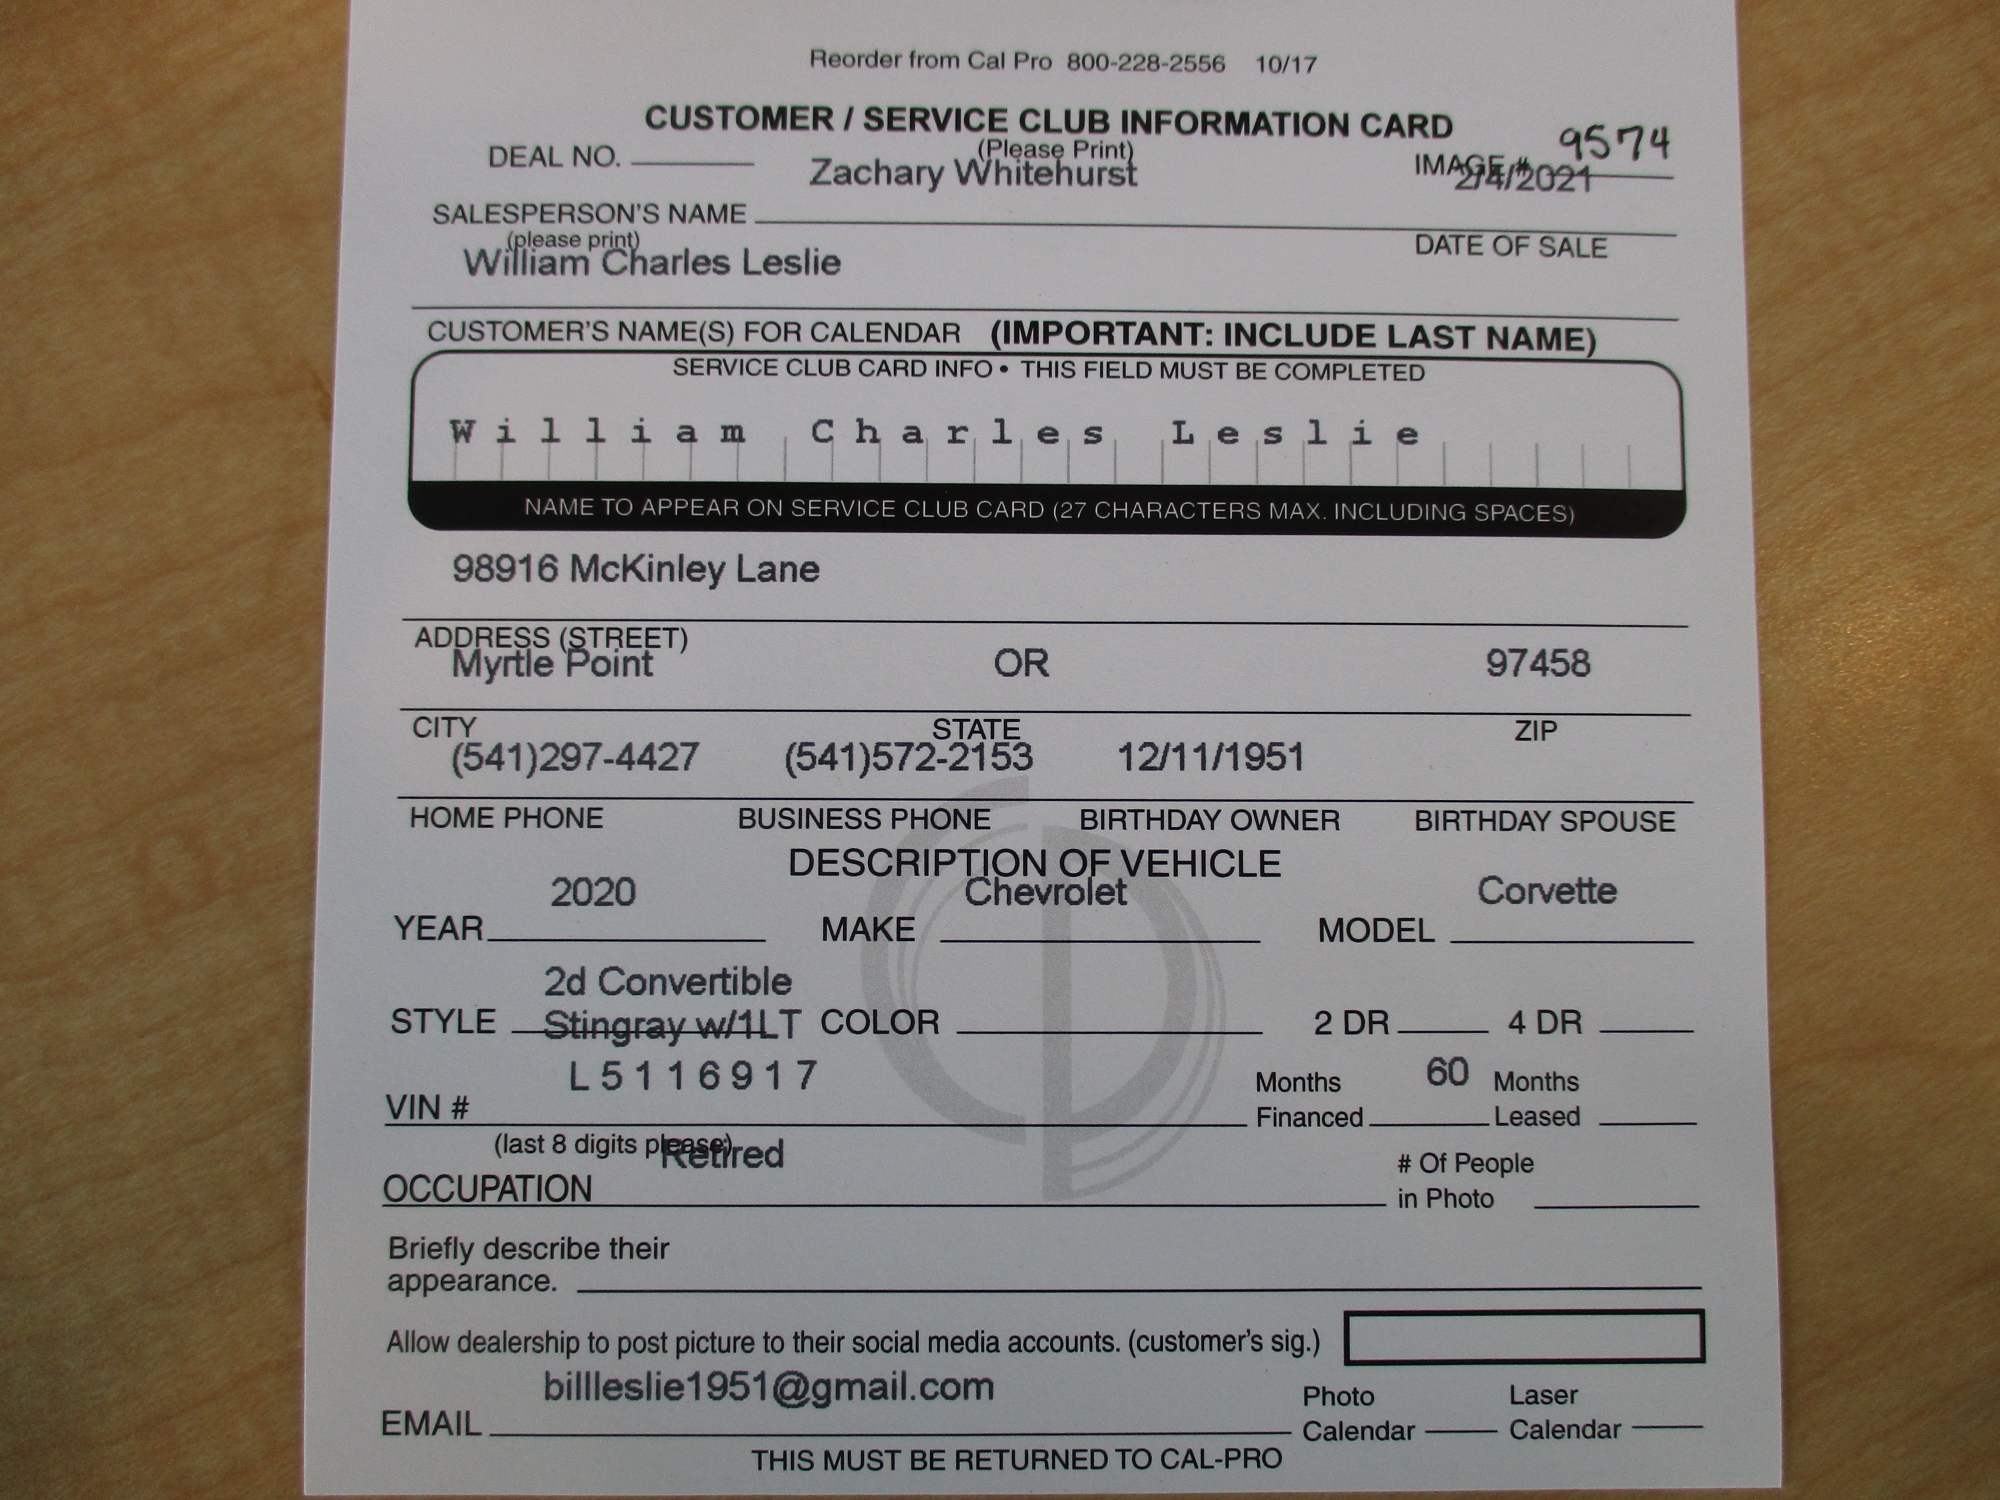 Reorder from Cal Pro 800-228-2556 10/17
CUSTOMER / SERVICE CLUB INFORMATION CARD
(Please Print)
DEAL NO. Zachary Whitehurst IMAGE # 9574
2/4/2021
SALESPERSON'S NAME
(please print) DATE OF SALE
William Charles Leslie
CUSTOMER'S NAME(S) FOR CALENDAR (IMPORTANT: INCLUDE LAST NAME)
SERVICE CLUB CARD INFO • THIS FIELD MUST BE COMPLETED
William Charles Leslie
NAME TO APPEAR ON SERVICE CLUB CARD (27 CHARACTERS MAX. INCLUDING SPACES)
98916 McKinley Lane
ADDRESS (STREET)
Myrtle Point OR 97458
CITY STATE ZIP
(541)297-4427 (541)572-2153 12/11/1951
HOME PHONE BUSINESS PHONE BIRTHDAY OWNER BIRTHDAY SPOUSE
DESCRIPTION OF VEHICLE
2020 Chevrolet Corvette
YEAR MAKE MODEL
2d Convertible
STYLE Stingray w/1LT COLOR 2 DR 4 DR
L5116917 Months 60 Months
VIN # Financed Leased
(last 8 digits please) Retired
OCCUPATION # Of People
in Photo
Briefly describe their
appearance.
Allow dealership to post picture to their social media accounts. (customer's sig.)
billleslie1951@gmail.com Photo Laser
EMAIL Calendar Calendar
THIS MUST BE RETURNED TO CAL-PRO